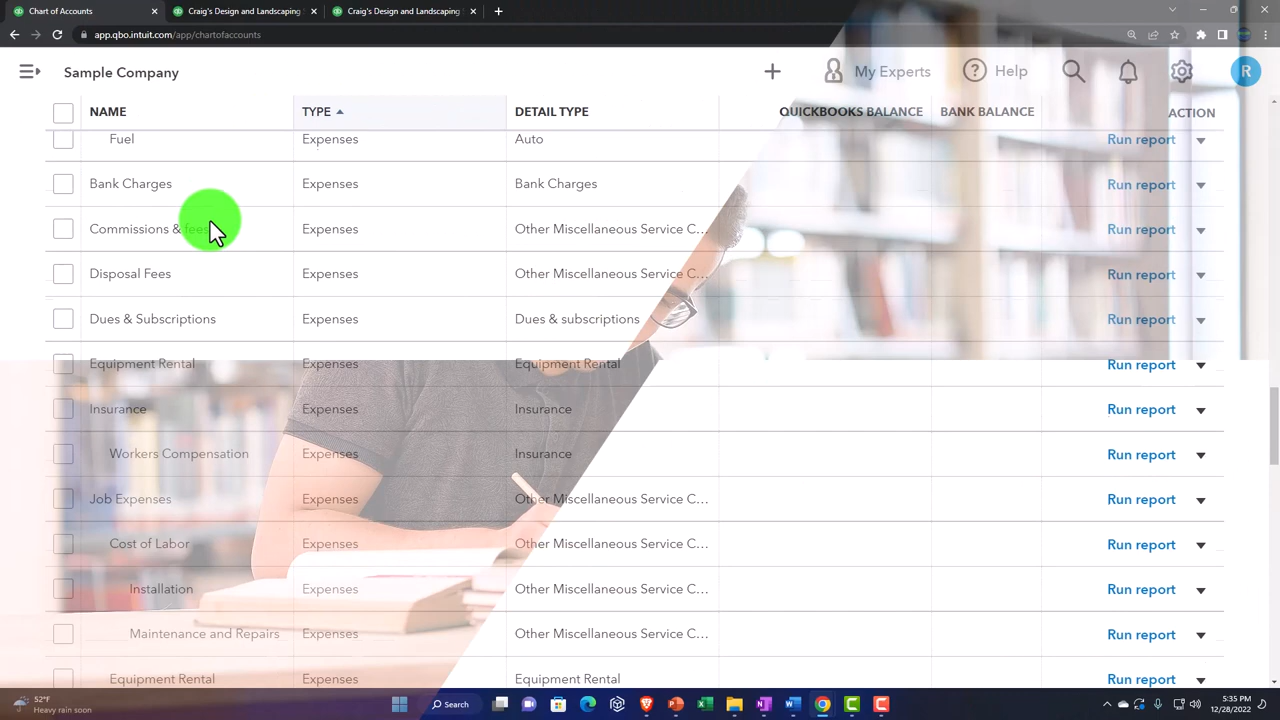 Chart of Accounts
Craig's Design and Landscaping
Craig's Design and Landscaping
app.qbo.intuit.com/app/chartofaccounts
Sample Company
My Experts
Help
R
NAME TYPE DETAIL TYPE QUICKBOOKS BALANCE BANK BALANCE ACTION
Fuel Expenses Auto Run report
Bank Charges Expenses Bank Charges Run report
Commissions & fees Expenses Other Miscellaneous Service C... Run report
Disposal Fees Expenses Other Miscellaneous Service C... Run report
Dues & Subscriptions Expenses Dues & subscriptions Run report
Equipment Rental Expenses Equipment Rental Run report
Insurance Expenses Insurance Run report
Workers Compensation Expenses Insurance Run report
Job Expenses Expenses Other Miscellaneous Service C... Run report
Cost of Labor Expenses Other Miscellaneous Service C... Run report
Installation Expenses Other Miscellaneous Service C... Run report
Maintenance and Repairs Expenses Other Miscellaneous Service C... Run report
Equipment Rental Expenses Equipment Rental Run report
52°F
Heavy rain soon
Search
5:35 PM
12/28/2022